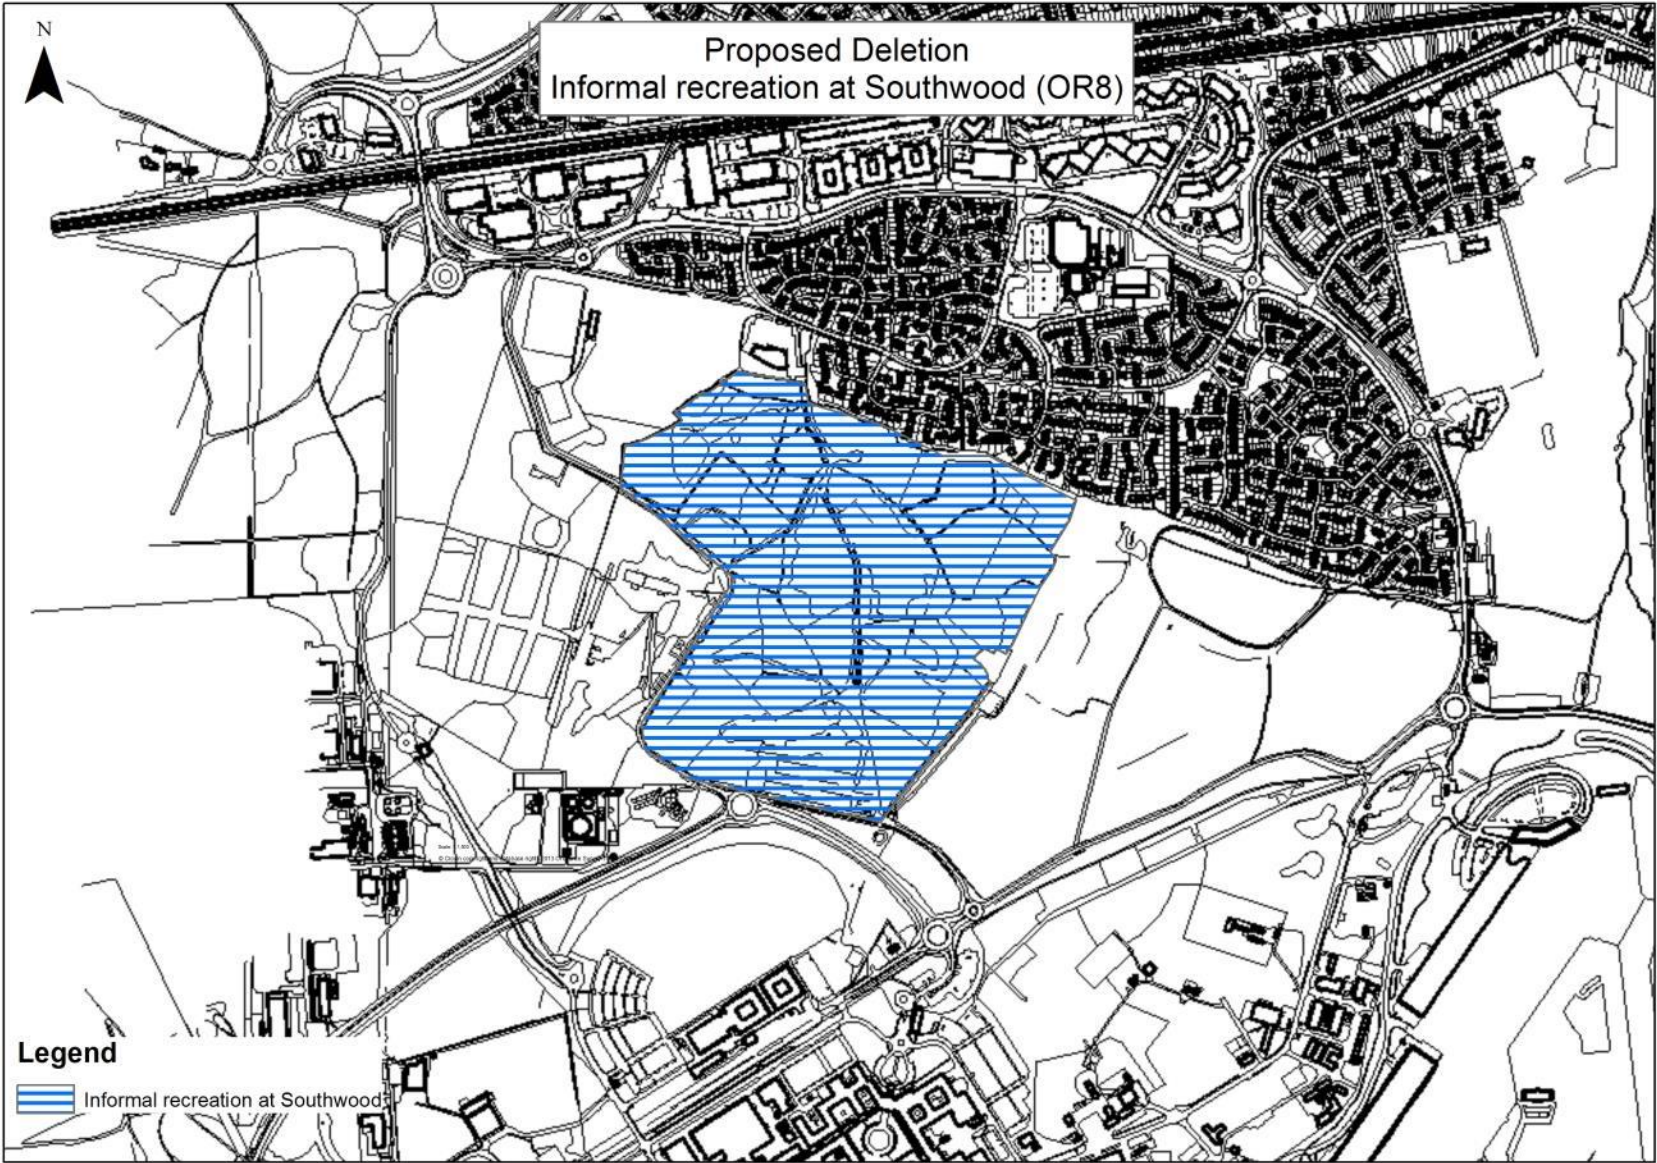 N
Proposed Deletion
Informal recreation at Southwood (OR8)
Legend
Informal recreation at Southwood